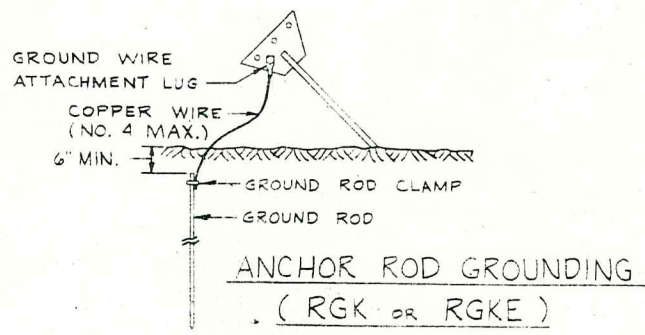 GROUND WIRE
ATTACHMENT LUG
COPPER WIRE
(NO. 4 MAX.)
6" MIN.
GROUND ROD CLAMP
GROUND ROD
ANCHOR ROD GROUNDING
(RGK OR RGKE)